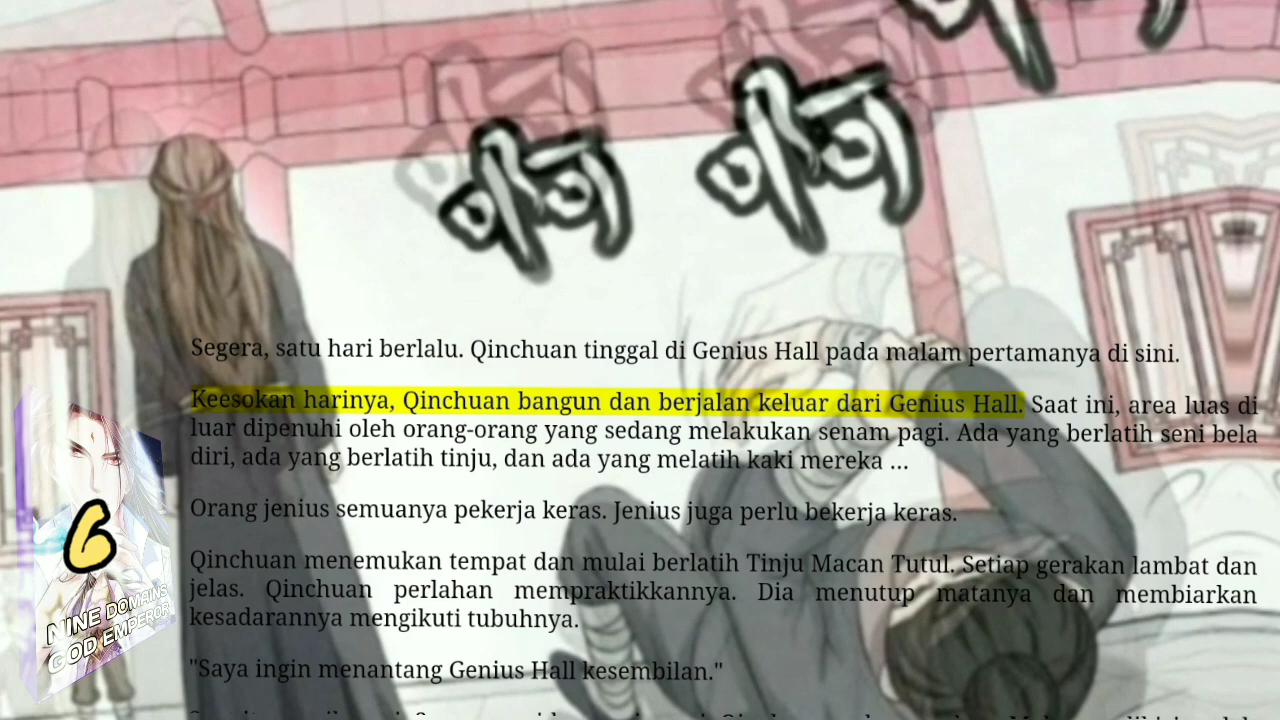 Segera, satu hari berlalu. Qinchuan tinggal di Genius Hall pada malam pertamanya di sini.
Keesokan harinya, Qinchuan bangun dan berjalan keluar dari Genius Hall. Saat ini, area luas di
luar dipenuhi oleh orang-orang yang sedang melakukan senam pagi. Ada yang berlatih seni bela
diri, ada yang berlatih tinju, dan ada yang melatih kaki mereka ...
Orang jenius semuanya pekerja keras. Jenius juga perlu bekerja keras.
Qinchuan menemukan tempat dan mulai berlatih Tinju Macan Tutul. Setiap gerakan lambat dan
jelas. Qinchuan perlahan mempraktikkannya. Dia menutup matanya dan membiarkan
kesadarannya mengikuti tubuhnya.
"Saya ingin menantang Genius Hall kesembilan."
6
NINE DOMAINS
GOD EMPEROR